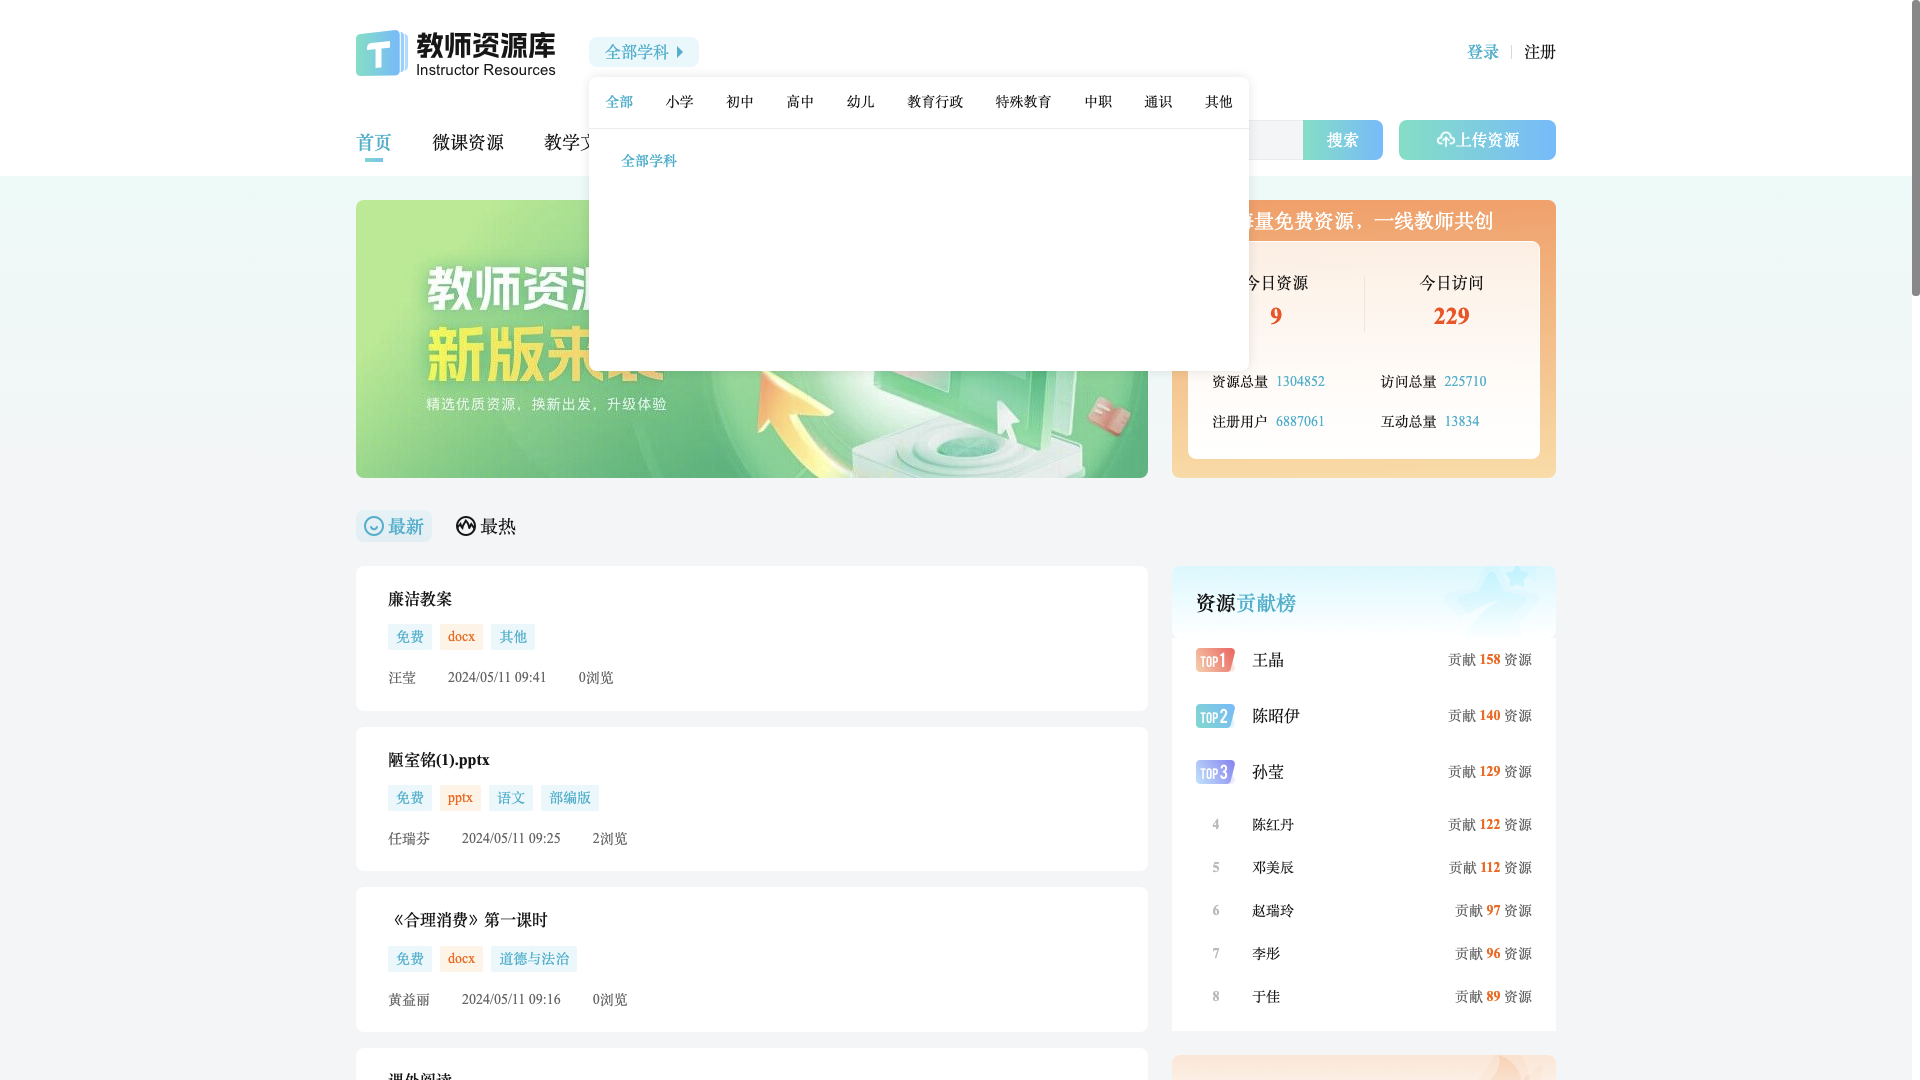 教师资源库
Instructor Resources
全部学科
登录
注册
全部 小学 初中 高中 幼儿 教育行政 特殊教育 中职 通识 其他
首页 微课资源 教学
搜索
上传资源
全部学科
教师资
新版来
精选优质资源，换新出发，升级体验
量免费资源，一线教师共创
今日资源
9
今日访问
229
资源总量 1304852
访问总量 225710
注册用户 6887061
互动总量 13834
最新 最热
廉洁教案
免费 docx 其他
汪莹 2024/05/11 09:41 0浏览
陋室铭(1).pptx
免费 pptx 语文 部编版
任瑞芬 2024/05/11 09:25 2浏览
《合理消费》第一课时
免费 docx 道德与法治
黄益丽 2024/05/11 09:16 0浏览
课外阅读
资源贡献榜
TOP1 王晶 贡献 158 资源
TOP2 陈昭伊 贡献 140 资源
TOP3 孙莹 贡献 129 资源
4 陈红丹 贡献 122 资源
5 邓美辰 贡献 112 资源
6 赵瑞玲 贡献 97 资源
7 李彤 贡献 96 资源
8 于佳 贡献 89 资源